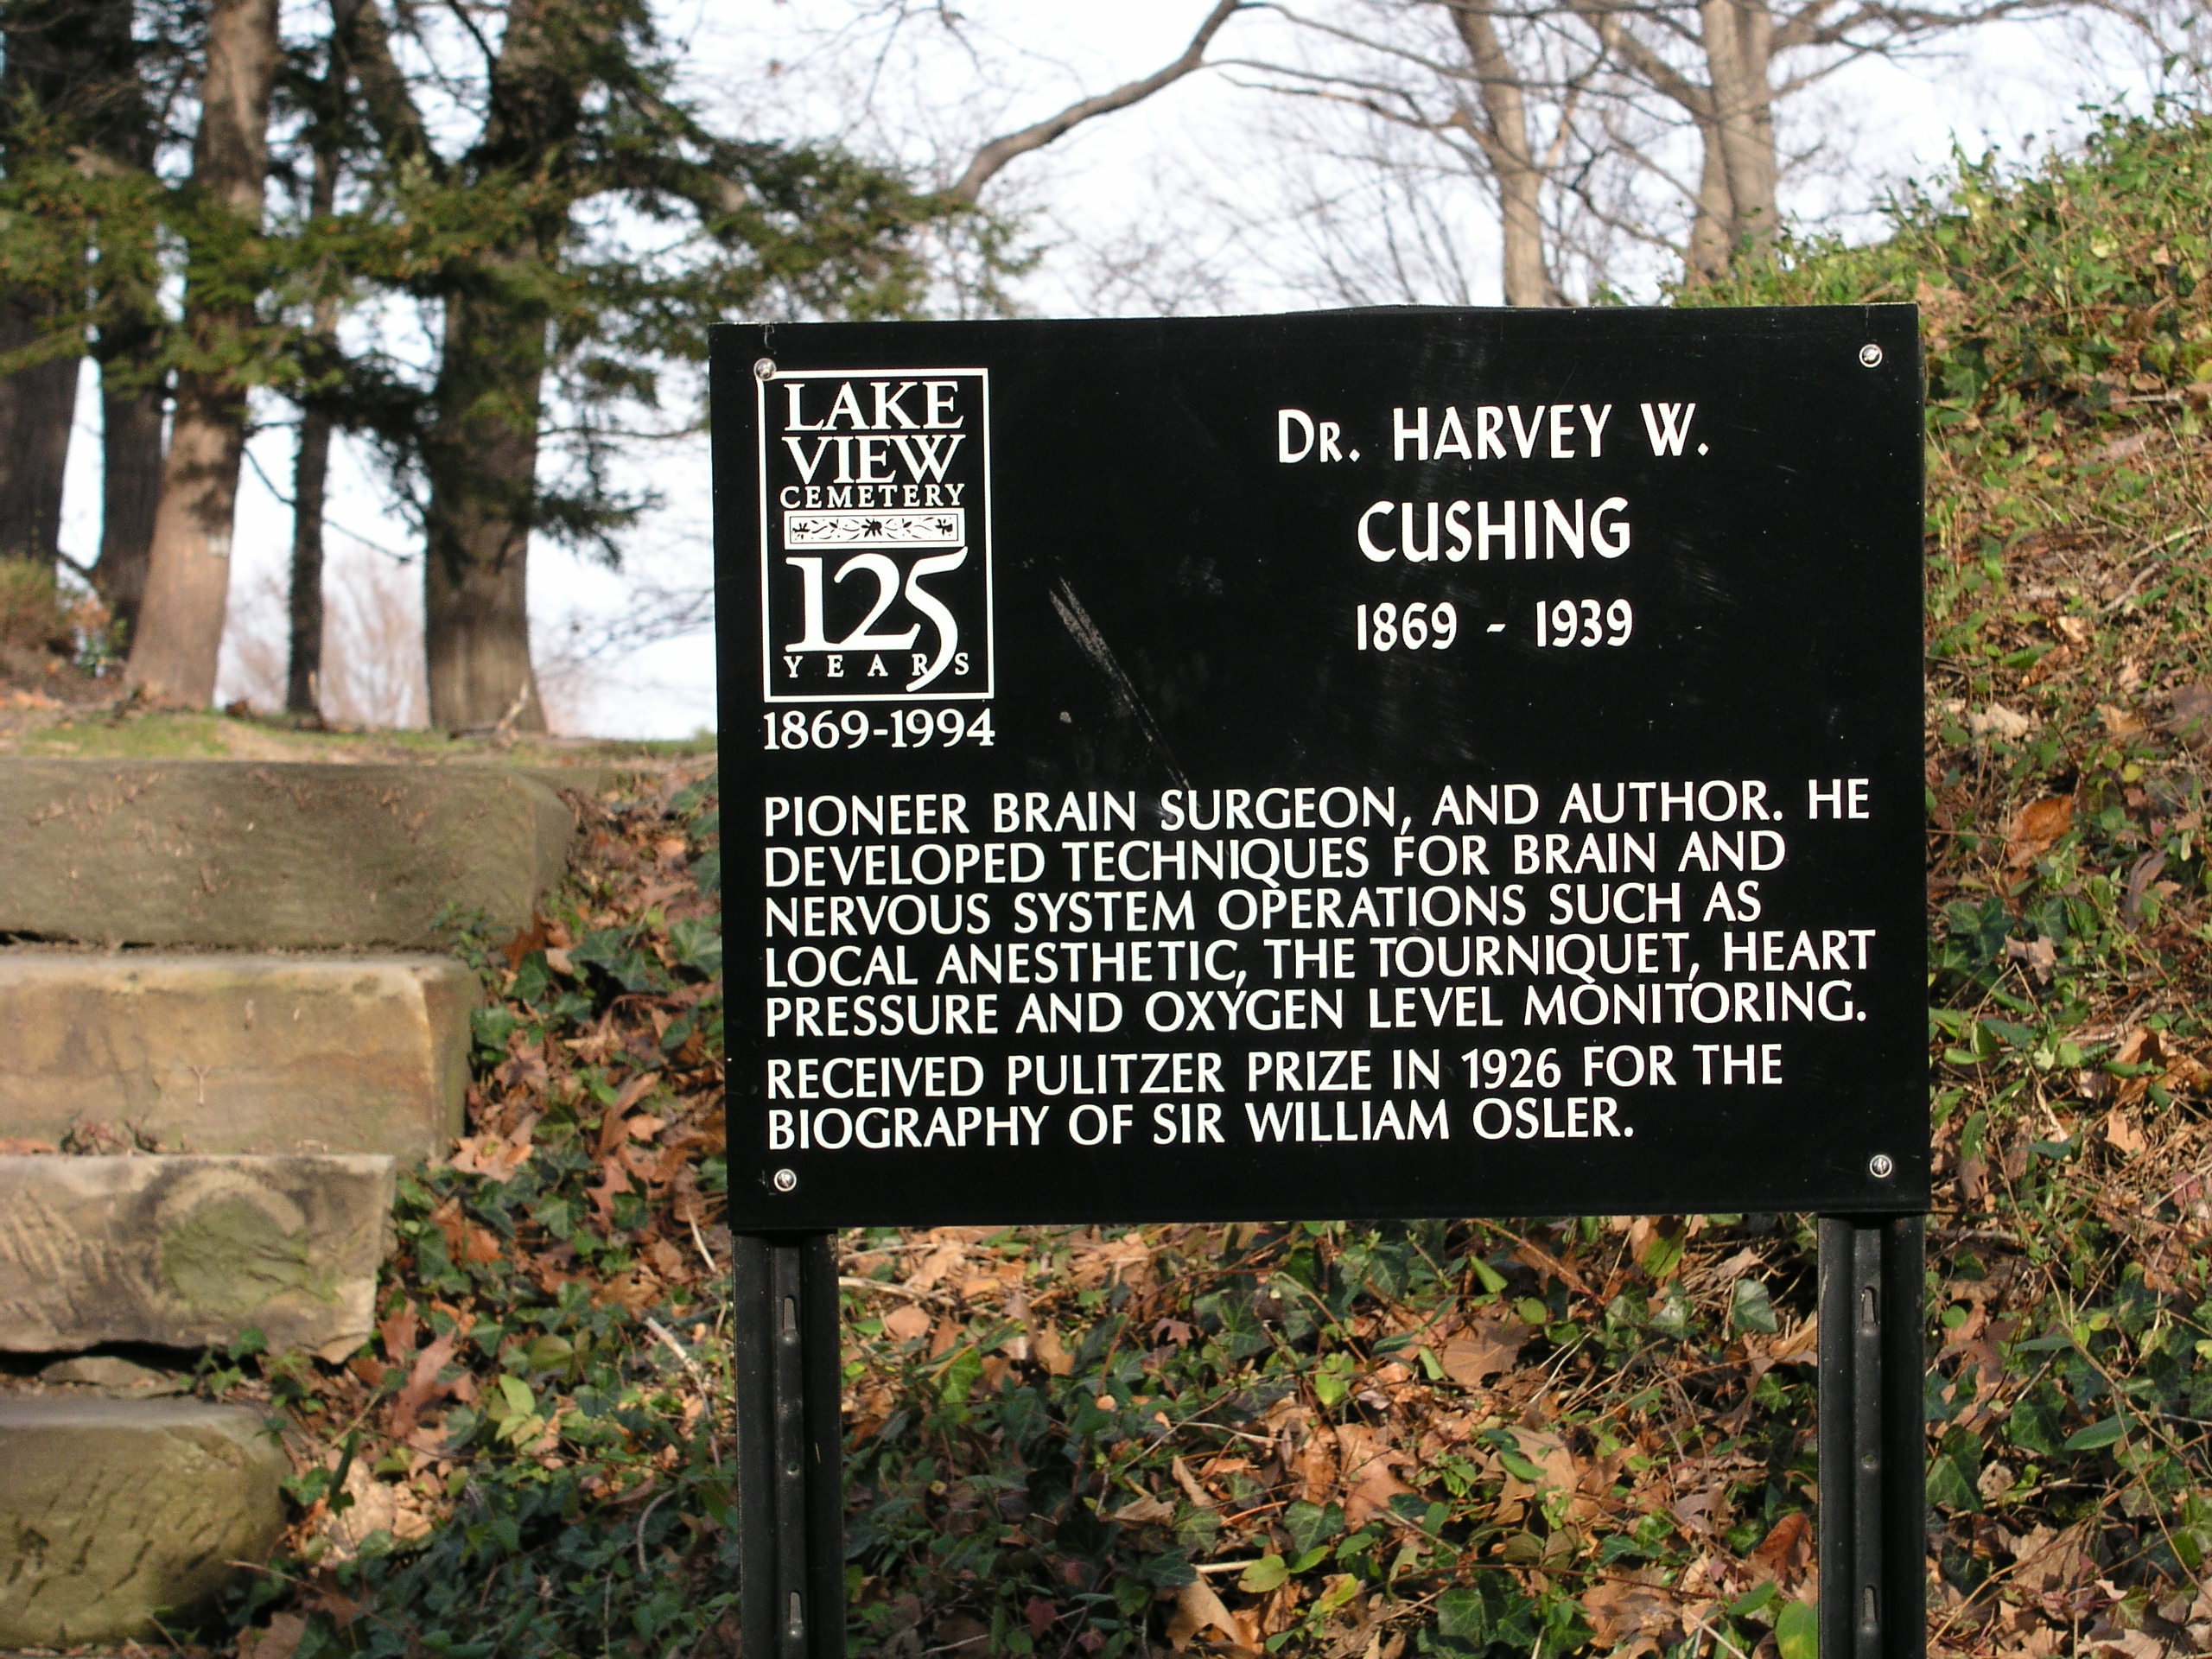 LAKE
VIEW
CEMETERY
125
YEARS
1869-1994
DR. HARVEY W.
CUSHING
1869 - 1939
PIONEER BRAIN SURGEON, AND AUTHOR. HE
DEVELOPED TECHNIQUES FOR BRAIN AND
NERVOUS SYSTEM OPERATIONS SUCH AS
LOCAL ANESTHETIC, THE TOURNIQUET, HEART
PRESSURE AND OXYGEN LEVEL MONITORING.
RECEIVED PULITZER PRIZE IN 1926 FOR THE
BIOGRAPHY OF SIR WILLIAM OSLER.